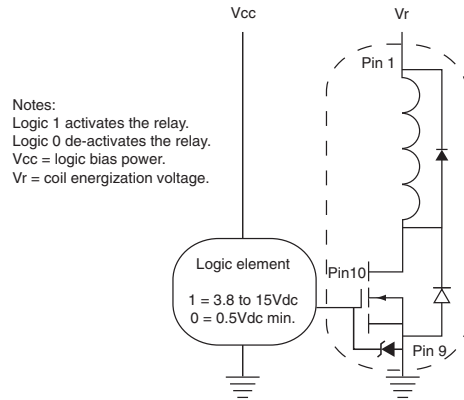 Vcc
Vr
Pin 1
Notes:
Logic 1 activates the relay.
Logic 0 de-activates the relay.
Vcc = logic bias power.
Vr = coil energization voltage.
Logic element
1 = 3.8 to 15Vdc
0 = 0.5Vdc min.
Pin10
Pin 9